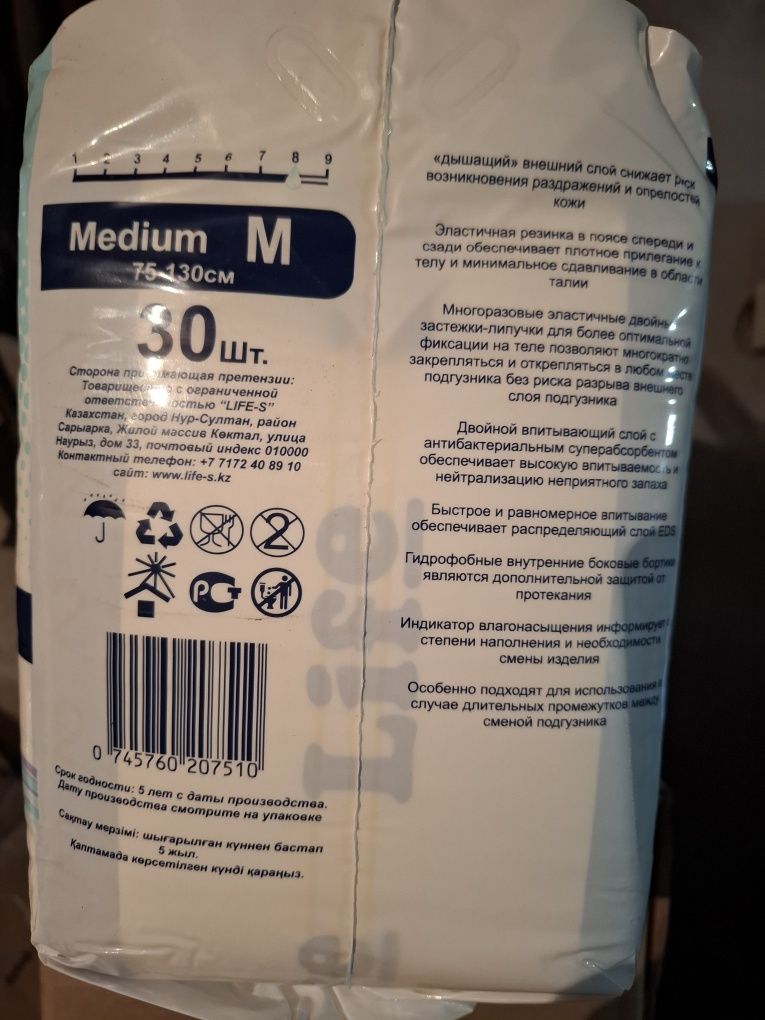 1 2 3 4 5 6 7 8 9
Medium M
75-130см
30 шт.
Сторона принимающая претензии:
Товарищество с ограниченной
ответственностью "LIFE-S"
Казахстан, город Нур-Султан, район
Сарыарка, Жилой массив Көктал, улица
Наурыз, дом 33, почтовый индекс 010000
Контактный телефон: +7 7172 40 89 10
сайт: www.life-s.kz
2
РСТ
0 745760 207510
Срок годности: 5 лет с даты производства.
Дату производства смотрите на упаковке
Сақтау мерзімі: шығарылған күннен бастап
5 жыл.
Қаптамада көрсетілген күнді қараңыз.
«дышащий» внешний слой снижает риск
возникновения раздражений и опрелостей
кожи
Эластичная резинка в поясе спереди и
сзади обеспечивает плотное прилегание к
телу и минимальное сдавливание в области
талии
Многоразовые эластичные двойные
застежки-липучки для более оптимальной
фиксации на теле позволяют многократно
закрепляться и открепляться в любом месте
подгузника без риска разрыва внешнего
слоя подгузника
Двойной впитывающий слой с
антибактериальным суперабсорбентом
обеспечивает высокую впитываемость и
нейтрализацию неприятного запаха
Быстрое и равномерное впитывание
обеспечивает распределяющий слой EDS
Гидрофобные внутренние боковые бортики
являются дополнительной защитой от
протекания
Индикатор влагонасыщения информирует о
степени наполнения и необходимости
смены изделия
Особенно подходят для использования в
случае длительных промежутков между
сменой подгузника
Life